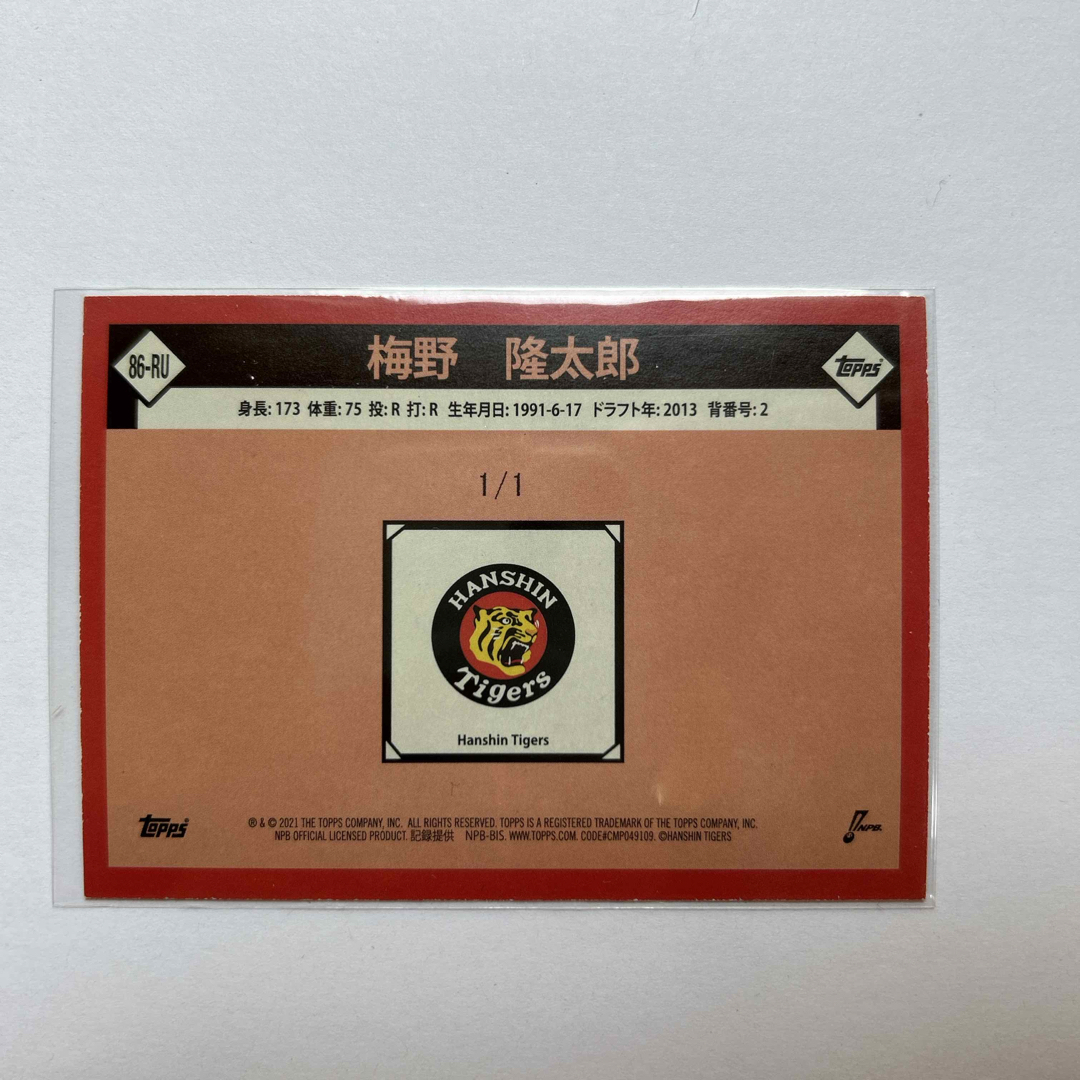 86-RU
梅野 隆太郎
Topps®
身長: 173 体重: 75 投: R 打: R 生年月日: 1991-6-17 ドラフト年: 2013 背番号: 2
1/1
HANSHIN
Tigers
Hanshin Tigers
Topps®
® & © 2021 THE TOPPS COMPANY, INC. ALL RIGHTS RESERVED. TOPPS IS A REGISTERED TRADEMARK OF THE TOPPS COMPANY, INC.
NPB OFFICIAL LICENSED PRODUCT. 記録提供 NPB-BIS. WWW.TOPPS.COM. CODE#CMP049109. ©HANSHIN TIGERS
NPB.